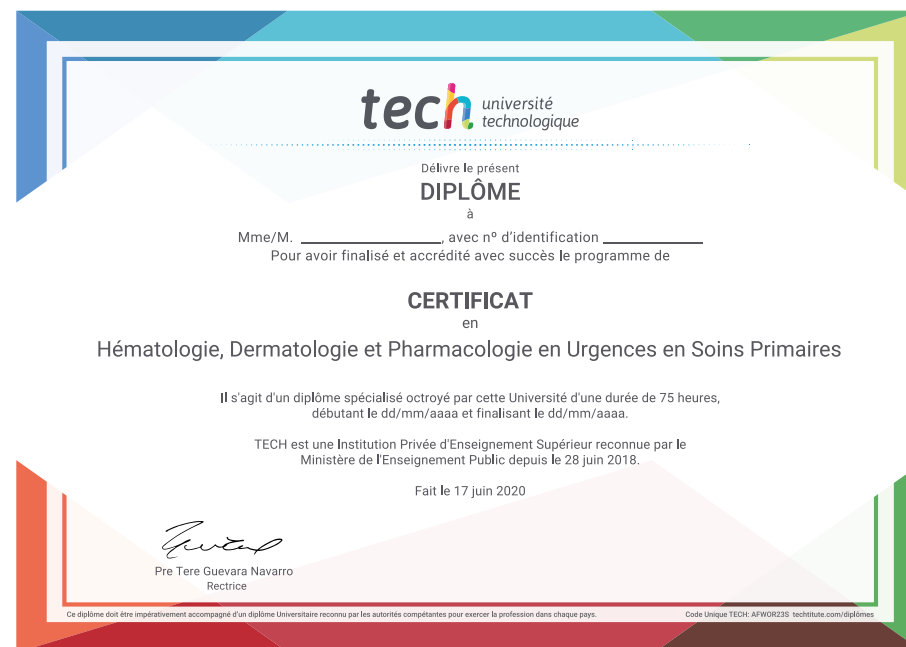 tech université
technologique
Délivre le présent
DIPLÔME
à
Mme/M. ____________________, avec nº d'identification ______________
Pour avoir finalisé et accrédité avec succès le programme de
CERTIFICAT
en
Hématologie, Dermatologie et Pharmacologie en Urgences en Soins Primaires
Il s'agit d'un diplôme spécialisé octroyé par cette Université d'une durée de 75 heures,
débutant le dd/mm/aaaa et finalisant le dd/mm/aaaa.
TECH est une Institution Privée d'Enseignement Supérieur reconnue par le
Ministère de l'Enseignement Public depuis le 28 juin 2018.
Fait le 17 juin 2020
Pre Tere Guevara Navarro
Rectrice
Ce diplôme doit être impérativement accompagné d'un diplôme Universitaire reconnu par les autorités compétantes pour exercer la profession dans chaque pays.
Code Unique TECH: AFWOR23S techtitute.com/diplômes